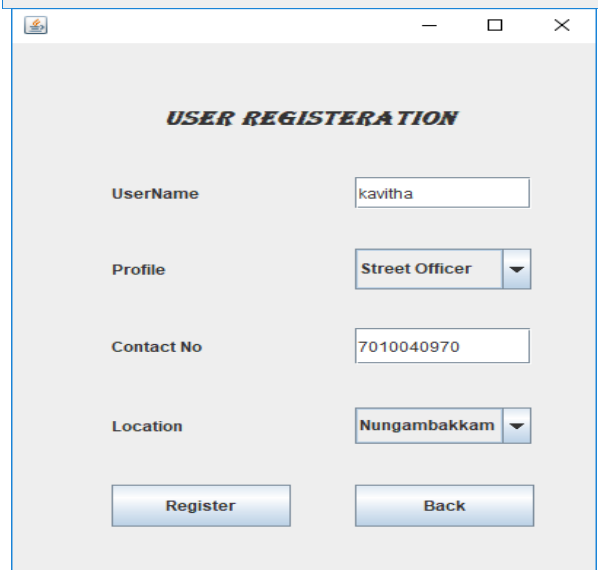 USER REGISTERATION
UserName kavitha
Profile Street Officer
Contact No 7010040970
Location Nungambakkam
Register Back